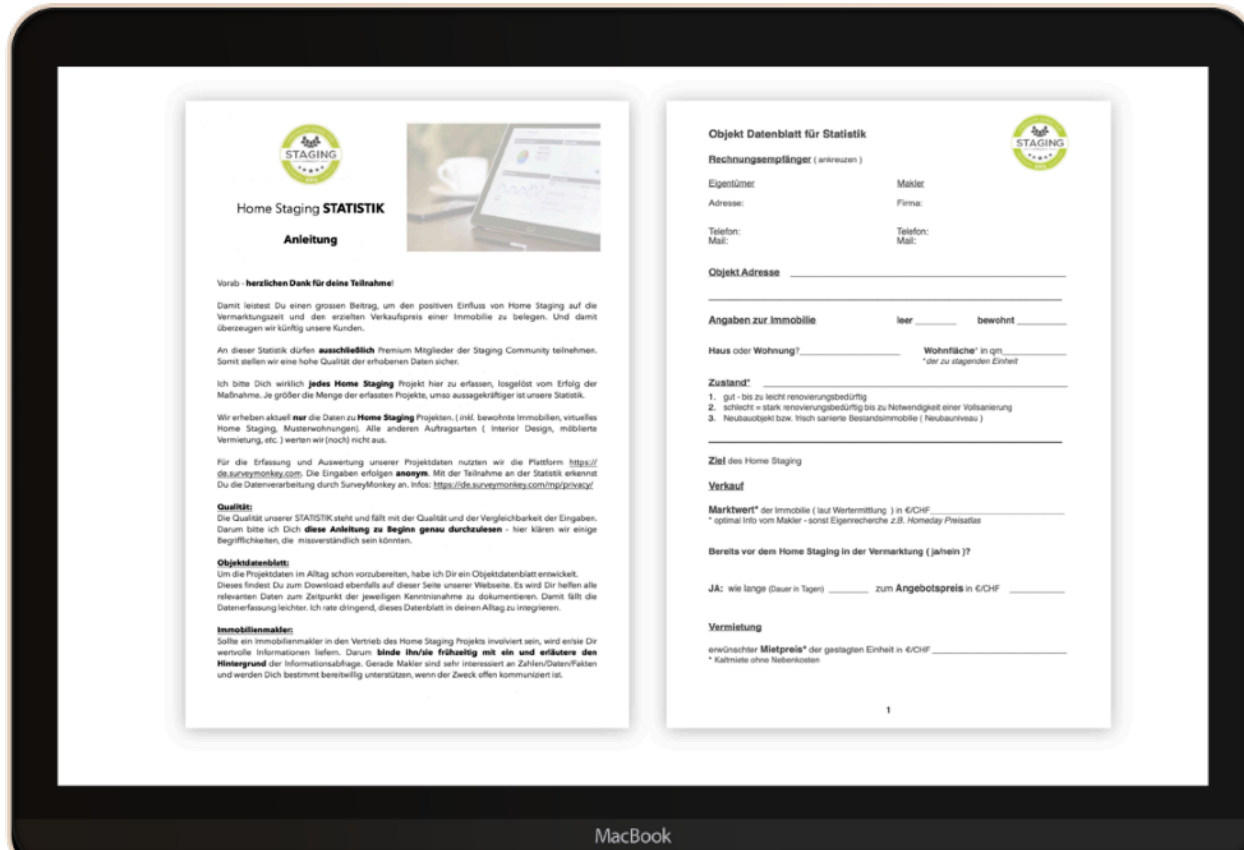 STAGING
Home Staging STATISTIK
Anleitung
Vorab - herzlichen Dank für deine Teilnahme!
Damit leistest Du einen grossen Beitrag, um den positiven Einfluss von Home Staging auf die
Vermarktungszeit und den erzielten Verkaufspreis einer Immobilie zu belegen. Und damit
überzeugen wir künftig unsere Kunden.
An dieser Statistik dürfen ausschließlich Premium Mitglieder der Staging Community teilnehmen.
Somit stellen wir eine hohe Qualität der erhobenen Daten sicher.
Ich bitte Dich wirklich jedes Home Staging Projekt hier zu erfassen, losgelöst vom Erfolg der
Maßnahme. Je größer die Menge der erfassten Projekte, umso aussagekräftiger ist unsere Statistik.
Wir erheben aktuell nur die Daten zu Home Staging Projekten. ( inkl. bewohnte Immobilien, virtuelles
Home Staging, Musterwohnungen). Alle anderen Auftragsarten ( Interior Design, möblierte
Vermietung, etc. ) werten wir (noch) nicht aus.
Für die Erfassung und Auswertung unserer Projektdaten nutzten wir die Plattform https://
de.surveymonkey.com. Die Eingaben erfolgen anonym. Mit der Teilnahme an der Statistik erkennst
Du die Datenverarbeitung durch SurveyMonkey an. Infos: https://de.surveymonkey.com/mp/privacy/
Qualität:
Die Qualität unserer STATISTIK steht und fällt mit der Qualität und der Vergleichbarkeit der Eingaben.
Darum bitte ich Dich diese Anleitung zu Beginn genau durchzulesen - hier klären wir einige
Begrifflichkeiten, die missverständlich sein könnten.
Objektdatenblatt:
Um die Projektdaten im Alltag schon vorzubereiten, habe ich Dir ein Objektdatenblatt entwickelt.
Dieses findest Du zum Download ebenfalls auf dieser Seite unserer Webseite. Es wird Dir helfen alle
relevanten Daten zum Zeitpunkt der jeweiligen Kenntnisnahme zu dokumentieren. Damit fällt die
Datenerfassung leichter. Ich rate dringend, dieses Datenblatt in deinen Alltag zu integrieren.
Immobilienmakler:
Sollte ein Immobilienmakler in den Vertrieb des Home Staging Projekts involviert sein, wird er/sie Dir
wertvolle Informationen liefern. Darum binde ihn/sie frühzeitig mit ein und erläutere den
Hintergrund der Informationsabfrage. Gerade Makler sind sehr interessiert an Zahlen/Daten/Fakten
und werden Dich bestimmt bereitwillig unterstützen, wenn der Zweck offen kommuniziert ist.
STAGING
Objekt Datenblatt für Statistik
Rechnungsempfänger ( ankreuzen )
Eigentümer Makler
Adresse: Firma:
Telefon: Telefon:
Mail: Mail:
Objekt Adresse
Angaben zur Immobilie leer ________ bewohnt ________
Haus oder Wohnung?________ Wohnfläche* in qm________
*der zu stagenden Einheit
Zustand*
1. gut - bis zu leicht renovierungsbedürftig
2. schlecht = stark renovierungsbedürftig bis zu Notwendigkeit einer Vollsanierung
3. Neubauobjekt bzw. frisch sanierte Bestandsimmobilie ( Neubauniveau )
Ziel des Home Staging
Verkauf
Marktwert* der Immobilie ( laut Wertermittlung ) in €/CHF________
* optimal Info vom Makler - sonst Eigenrecherche z.B. Homeday Preisatlas
Bereits vor dem Home Staging in der Vermarktung ( ja/nein )?
JA: wie lange (Dauer in Tagen) ________ zum Angebotspreis in €/CHF ________
Vermietung
erwünschter Mietpreis* der gestagten Einheit in €/CHF________
* Kaltmiete ohne Nebenkosten
1
MacBook